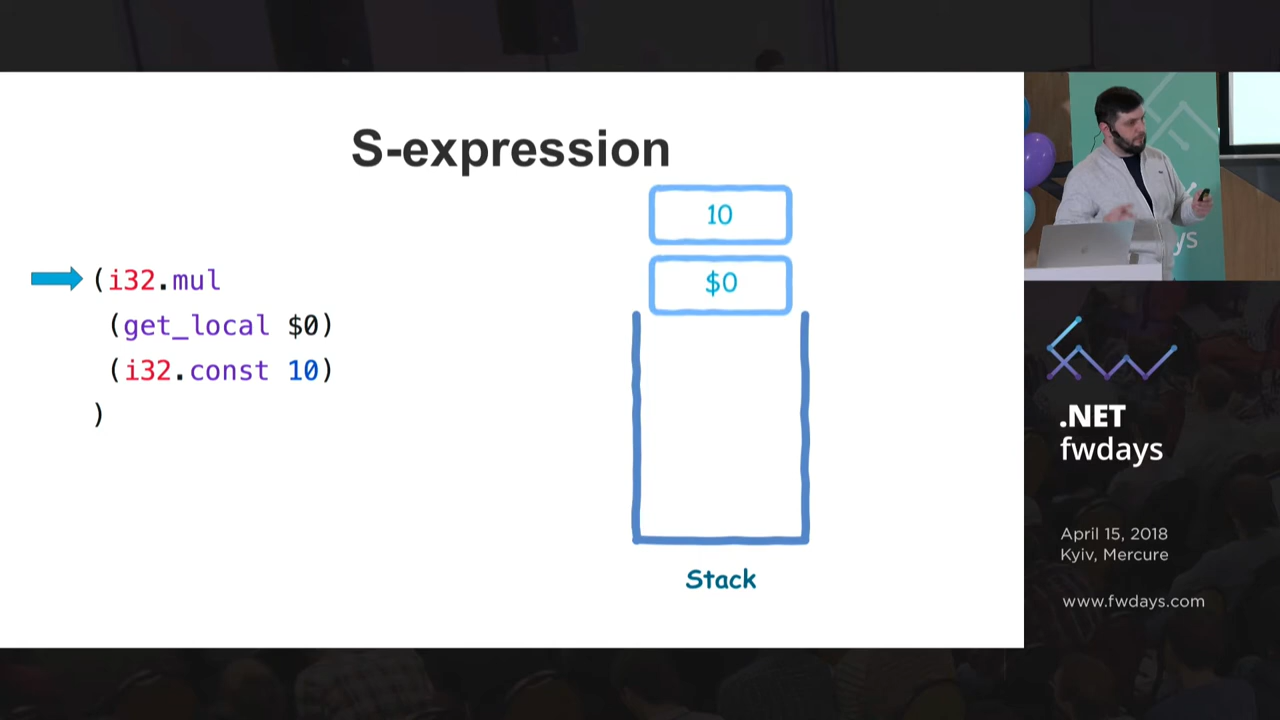 S-expression
10
$0
(i32.mul
(get_local $0)
(i32.const 10)
)
Stack
ys
.NET
fwdays
April 15, 2018
Kyiv, Mercure
www.fwdays.com